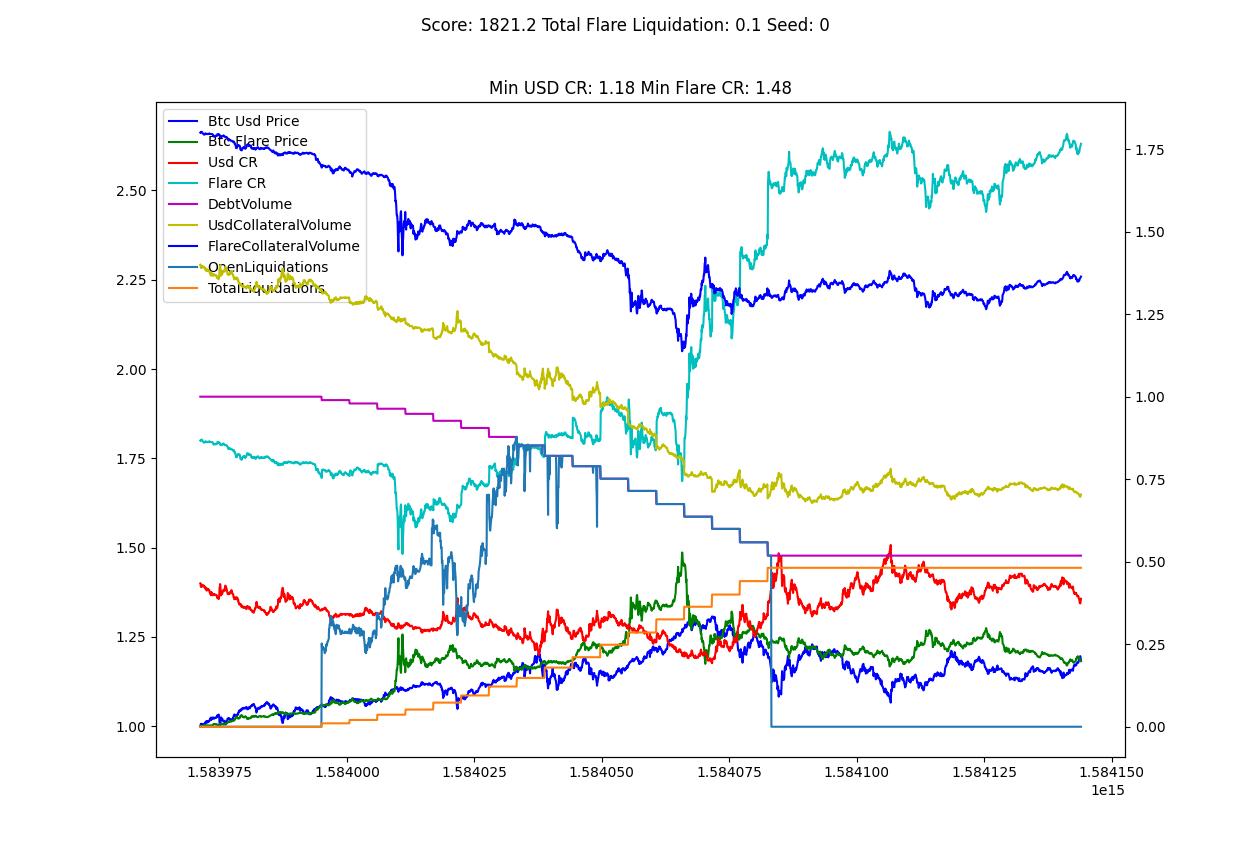 Score: 1821.2 Total Flare Liquidation: 0.1 Seed: 0
Min USD CR: 1.18 Min Flare CR: 1.48
Btc Usd Price
Btc Flare Price
Usd CR
Flare CR
DebtVolume
UsdCollateralVolume
FlareCollateralVolume
OpenLiquidations
TotalLiquidations
2.50
2.25
2.00
1.75
1.50
1.25
1.00
1.75
1.50
1.25
1.00
0.75
0.50
0.25
0.00
1.583975
1.584000
1.584025
1.584050
1.584075
1.584100
1.584125
1.584150
1e15